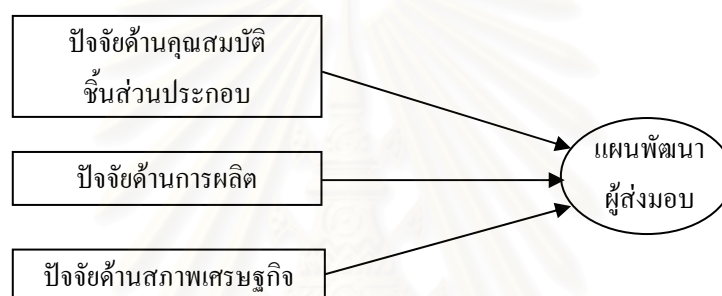 ปัจจัยด้านคุณสมบัติ
ชิ้นส่วนประกอบ
ปัจจัยด้านการผลิต
ปัจจัยด้านสภาพเศรษฐกิจ
แผนพัฒนา
ผู้ส่งมอบ